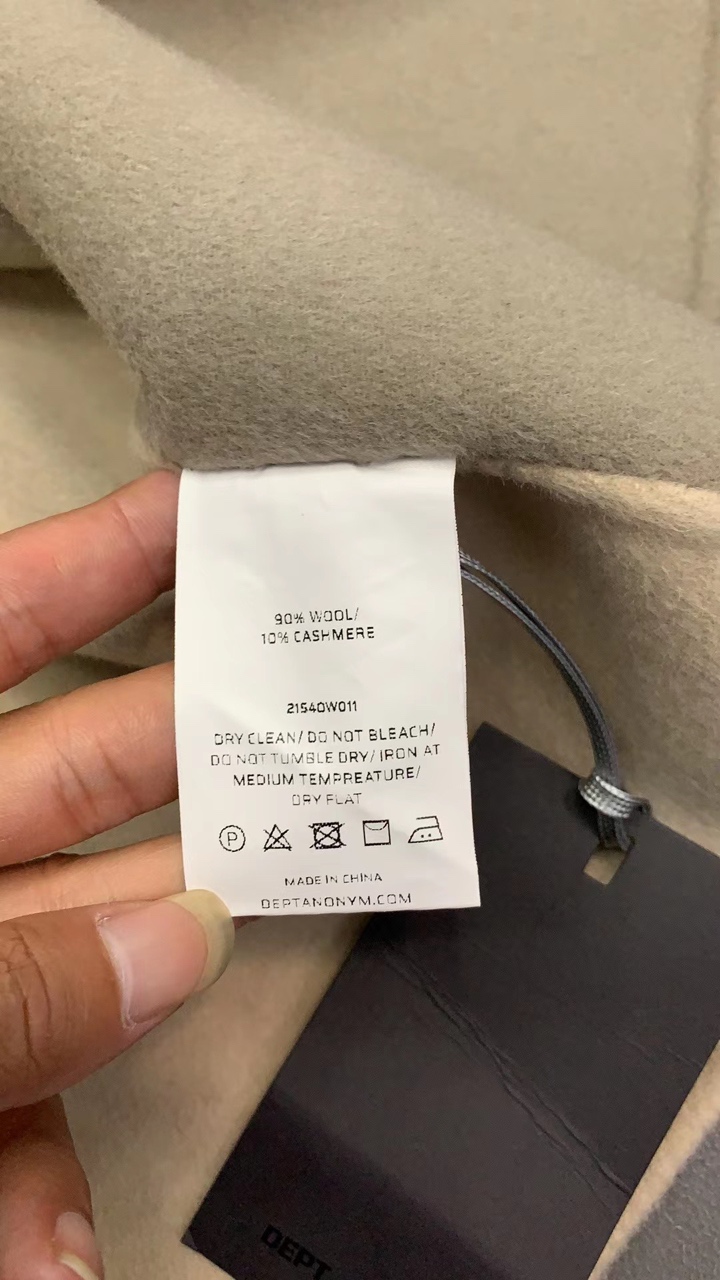 90% WOOL/
10% CASHMERE
21540W011
DRY CLEAN/ DO NOT BLEACH/
DO NOT TUMBLE DRY/ IRON AT
MEDIUM TEMPREATURE/
DRY FLAT
P
MADE IN CHINA
DEPTANONYM.COM
DEPT